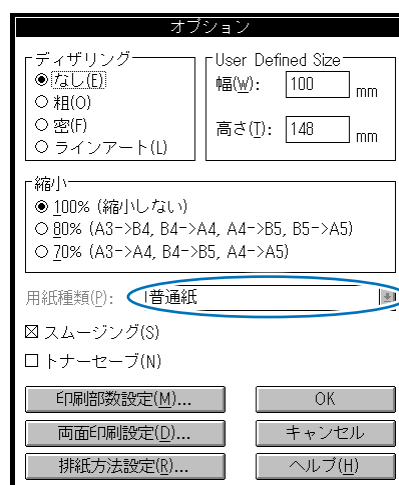 オプション
ディザリング
なし(E)
粗(O)
密(F)
ラインアート(L)
User Defined Size
幅(W): 100 mm
高さ(T): 148 mm
縮小
100% (縮小しない)
80% (A3->B4, B4->A4, A4->B5, B5->A5)
70% (A3->A4, B4->B5, A4->A5)
用紙種類(P): 普通紙
スムージング(S)
トナーセーブ(N)
印刷部数設定(M)... OK
両面印刷設定(D)... キャンセル
排紙方法設定(R)... ヘルプ(H)